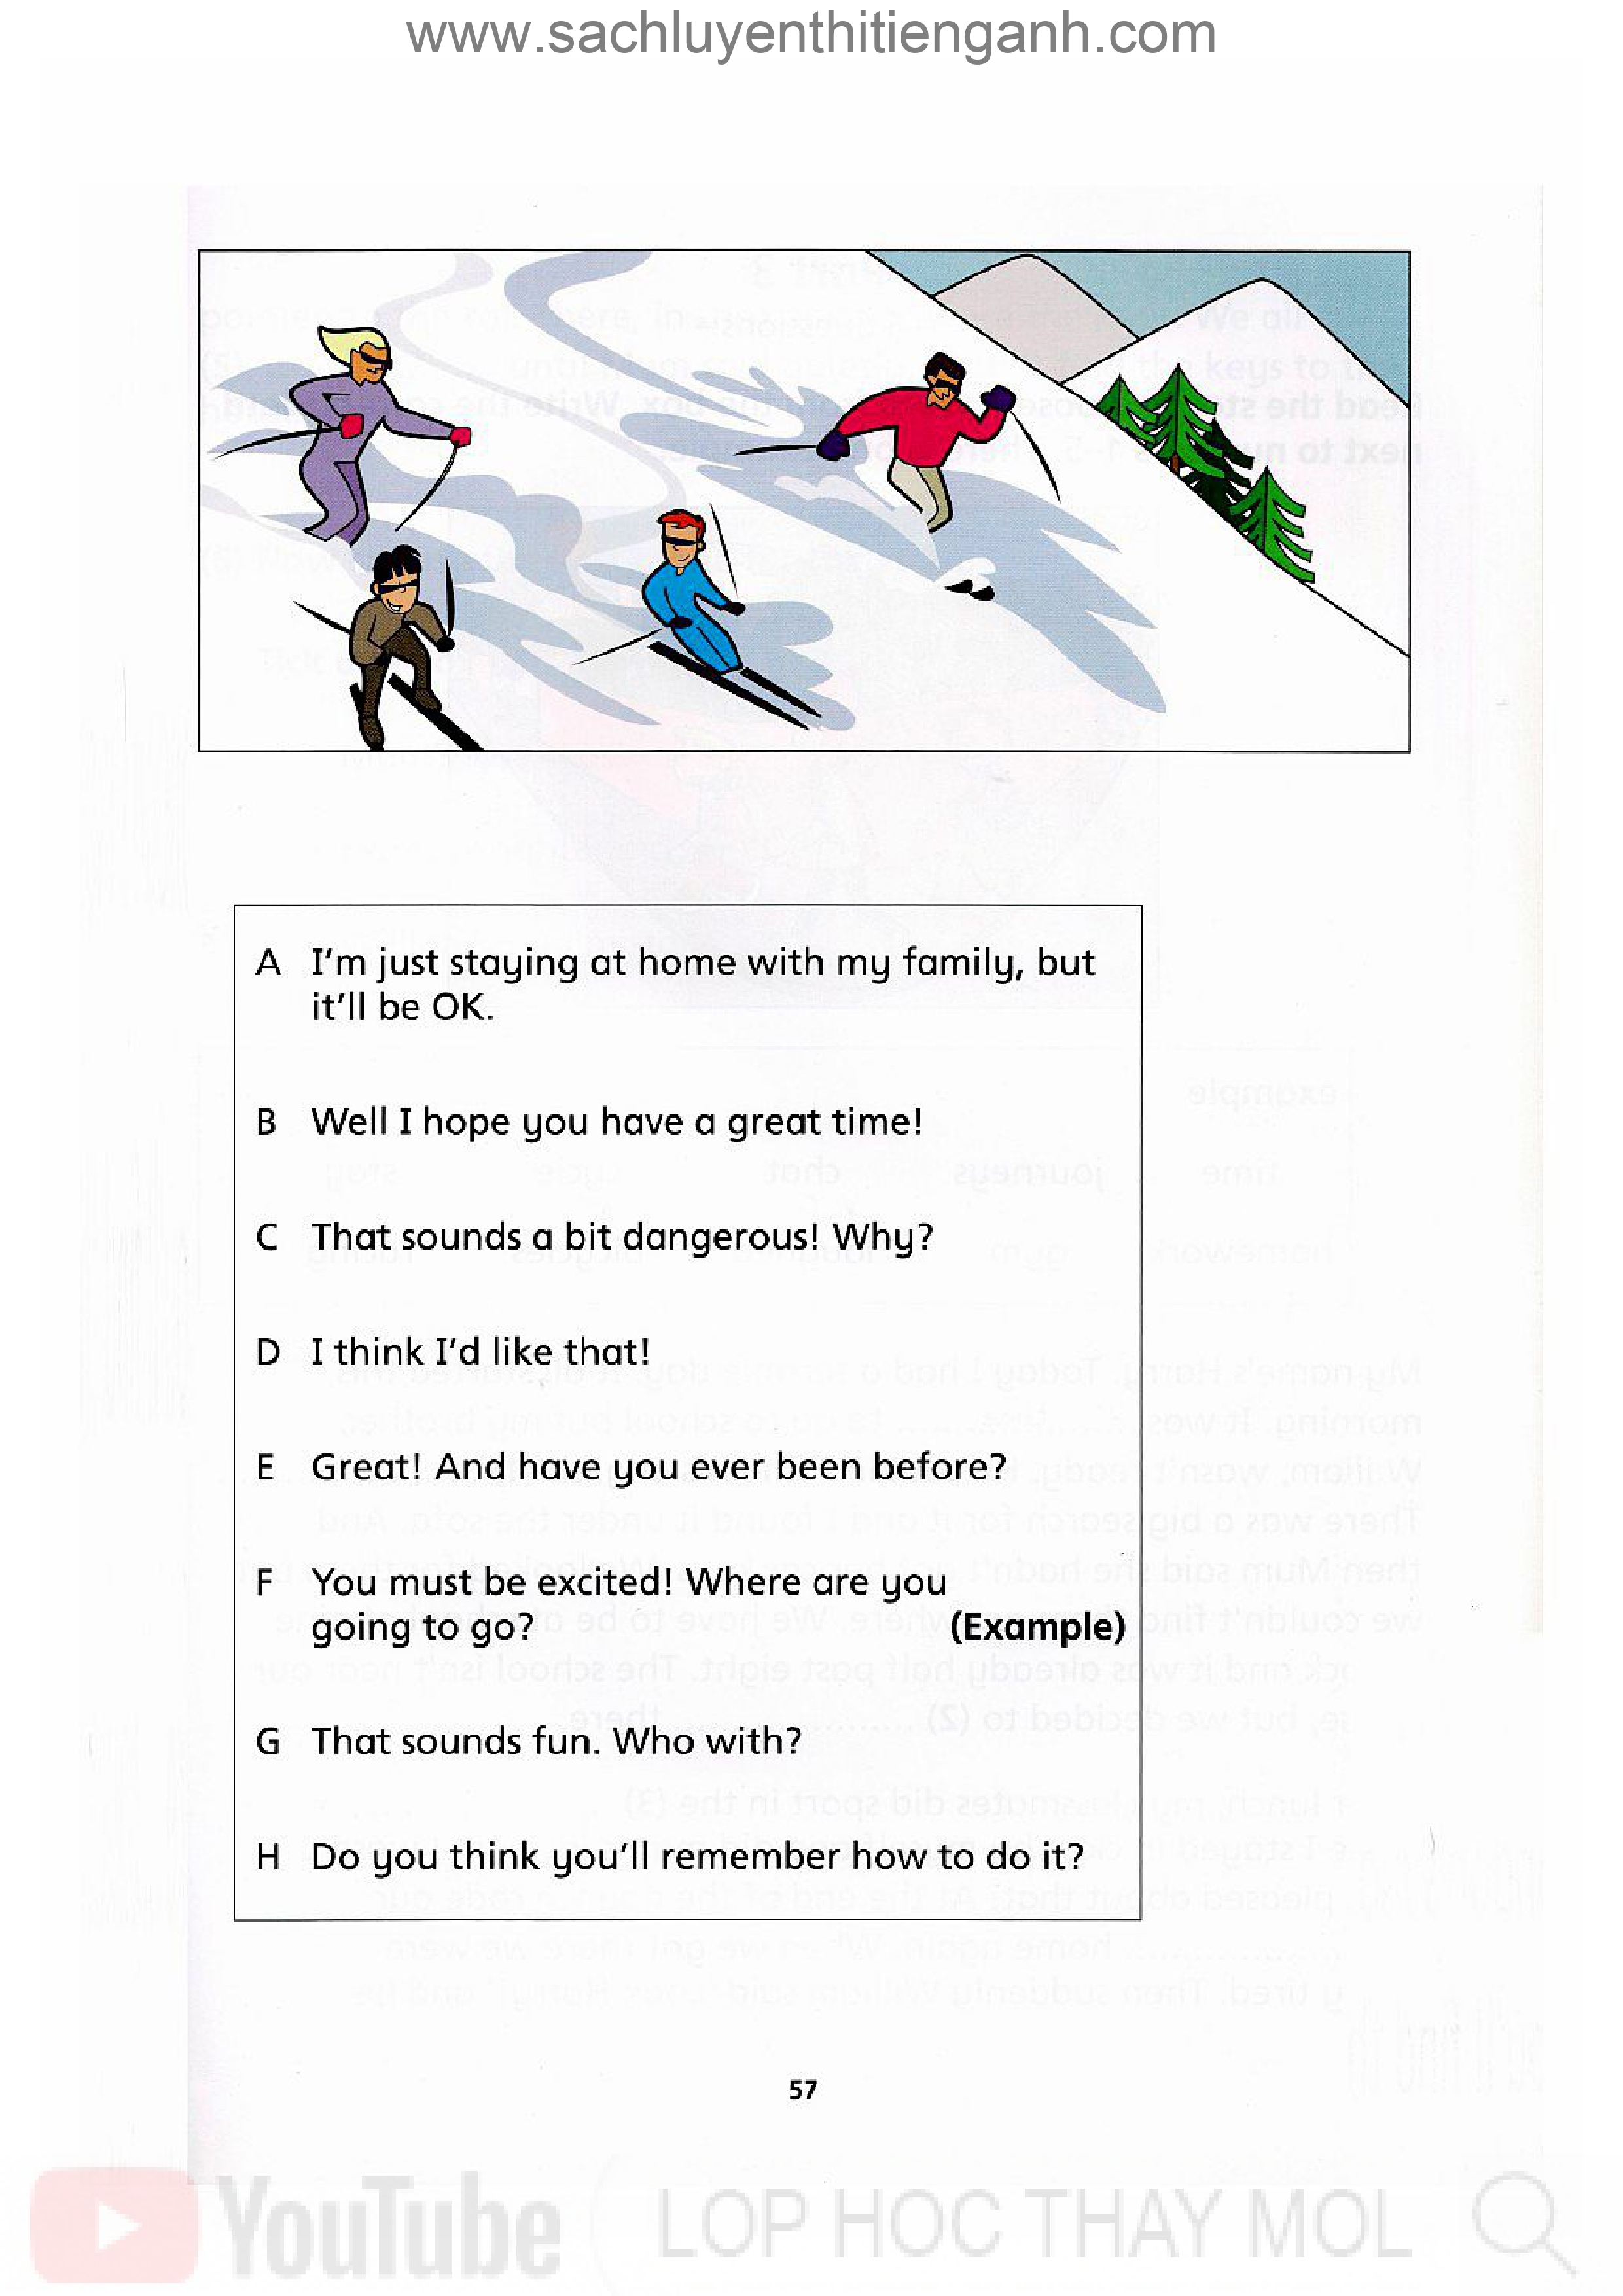 www.sachluyenthitienganh.com
A I'm just staying at home with my family, but
it'll be OK.
B Well I hope you have a great time!
C That sounds a bit dangerous! Why?
D I think I'd like that!
E Great! And have you ever been before?
F You must be excited! Where are you
going to go? (Example)
G That sounds fun. Who with?
H Do you think you'll remember how to do it?
57
YouTube LOP HOC THAY MOL